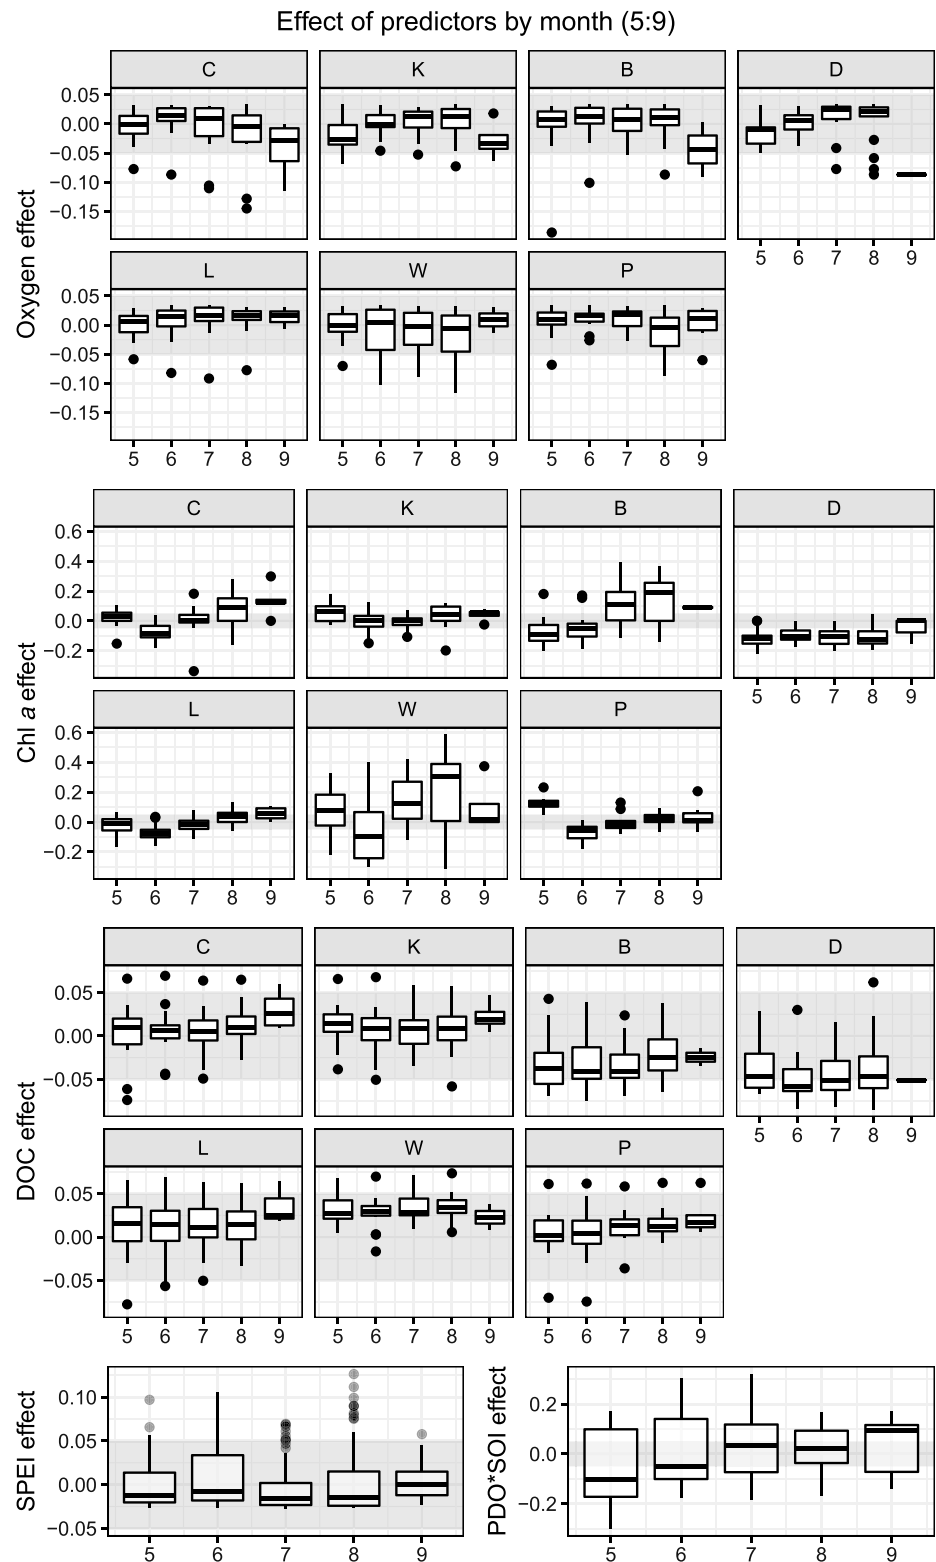 Effect of predictors by month (5:9)
Oxygen effect
C K B D
0.05
0.00
−0.05
−0.10
−0.15
5 6 7 8 9
L W P
0.05
0.00
−0.05
−0.10
−0.15
5 6 7 8 9 5 6 7 8 9 5 6 7 8 9
Chl a effect
C K B D
0.6
0.4
0.2
0.0
−0.2
5 6 7 8 9
L W P
0.6
0.4
0.2
0.0
−0.2
5 6 7 8 9 5 6 7 8 9 5 6 7 8 9
DOC effect
C K B D
0.05
0.00
−0.05
5 6 7 8 9
L W P
0.05
0.00
−0.05
5 6 7 8 9 5 6 7 8 9 5 6 7 8 9
SPEI effect
0.10
0.05
0.00
−0.05
5 6 7 8 9
PDO*SOI effect
0.2
0.0
−0.2
5 6 7 8 9